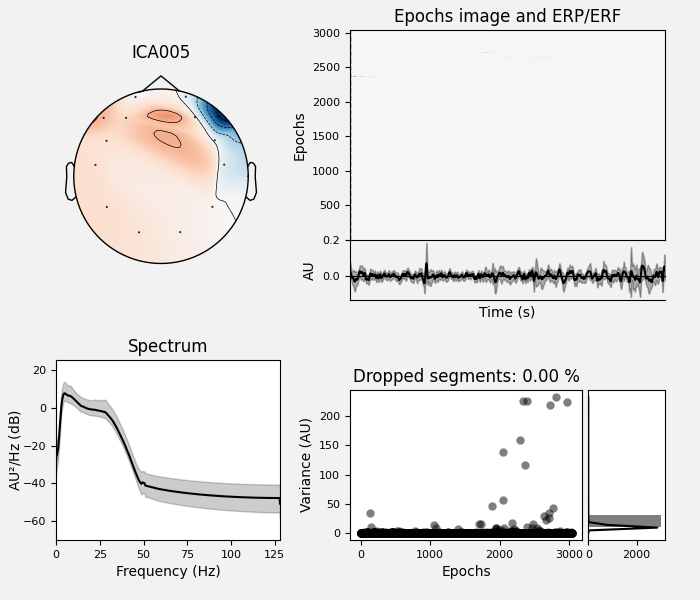 ICA005
Epochs image and ERP/ERF
3000
2500
2000
1500
1000
500
Epochs
0.2
0.0
AU
Time (s)
Spectrum
20
0
−20
−40
−60
AU²/Hz (dB)
0 25 50 75 100 125
Frequency (Hz)
Dropped segments: 0.00 %
200
150
100
50
0
Variance (AU)
0 1000 2000 3000
Epochs
0 2000